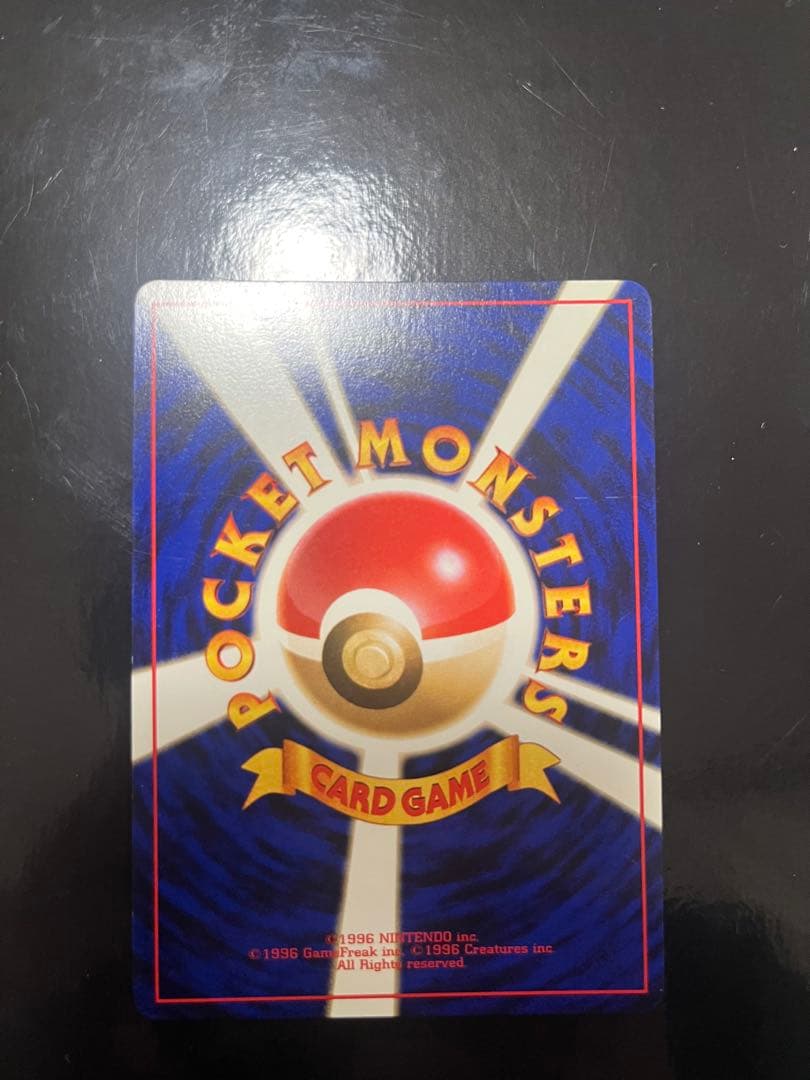 POCKET MONSTERS
CARD GAME
©1996 NINTENDO inc.
©1996 GameFreak inc. ©1996 Creatures inc.
All Rights reserved.